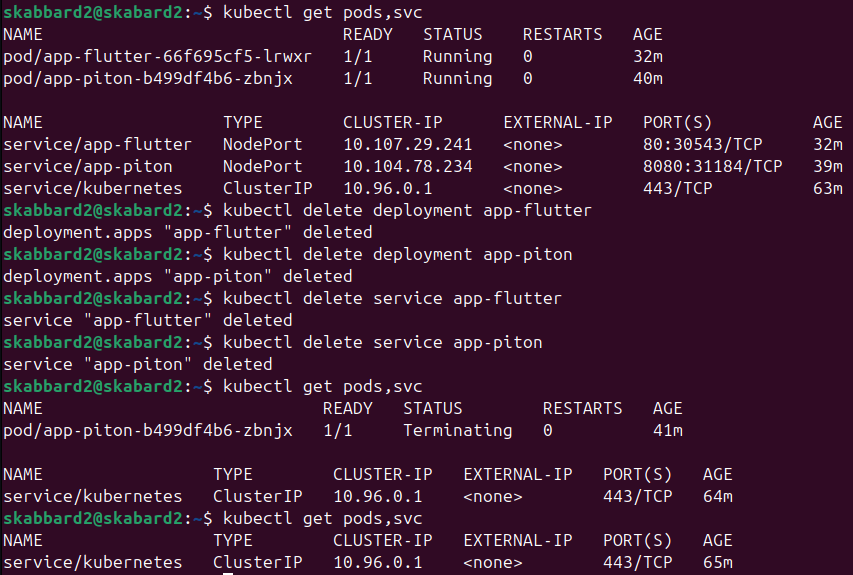 skabbard2@skabard2:~$ kubectl get pods,svc
NAME READY STATUS RESTARTS AGE
pod/app-flutter-66f695cf5-lrwxr 1/1 Running 0 32m
pod/app-piton-b499df4b6-zbnjx 1/1 Running 0 40m
NAME TYPE CLUSTER-IP EXTERNAL-IP PORT(S) AGE
service/app-flutter NodePort 10.107.29.241 <none> 80:30543/TCP 32m
service/app-piton NodePort 10.104.78.234 <none> 8080:31184/TCP 39m
service/kubernetes ClusterIP 10.96.0.1 <none> 443/TCP 63m
skabbard2@skabard2:~$ kubectl delete deployment app-flutter
deployment.apps "app-flutter" deleted
skabbard2@skabard2:~$ kubectl delete deployment app-piton
deployment.apps "app-piton" deleted
skabbard2@skabard2:~$ kubectl delete service app-flutter
service "app-flutter" deleted
skabbard2@skabard2:~$ kubectl delete service app-piton
service "app-piton" deleted
skabbard2@skabard2:~$ kubectl get pods,svc
NAME READY STATUS RESTARTS AGE
pod/app-piton-b499df4b6-zbnjx 1/1 Terminating 0 41m
NAME TYPE CLUSTER-IP EXTERNAL-IP PORT(S) AGE
service/kubernetes ClusterIP 10.96.0.1 <none> 443/TCP 64m
skabbard2@skabard2:~$ kubectl get pods,svc
NAME TYPE CLUSTER-IP EXTERNAL-IP PORT(S) AGE
service/kubernetes ClusterIP 10.96.0.1 <none> 443/TCP 65m